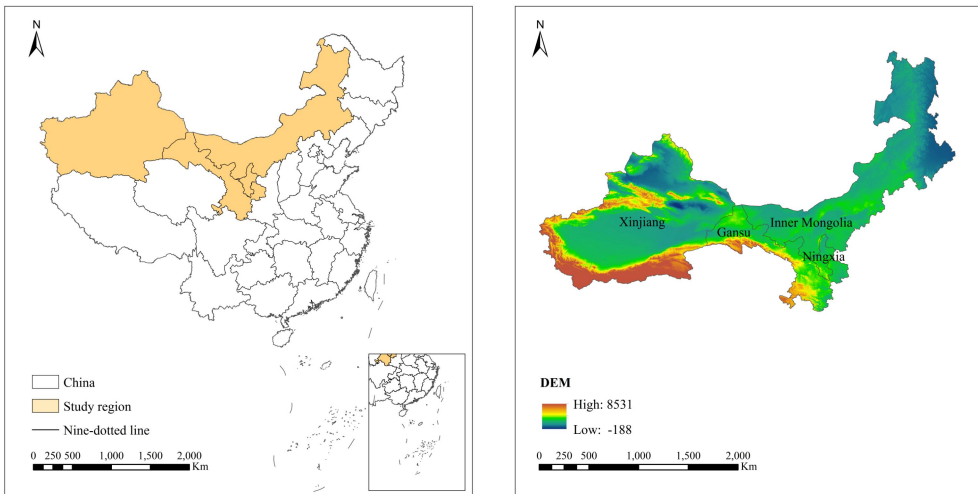 N
China
Study region
Nine-dotted line
0 250 500 1,000 1,500 2,000
Km
N
Xinjiang
Gansu
Inner Mongolia
Ningxia
DEM
High: 8531
Low: -188
0 250 500 1,000 1,500 2,000
Km